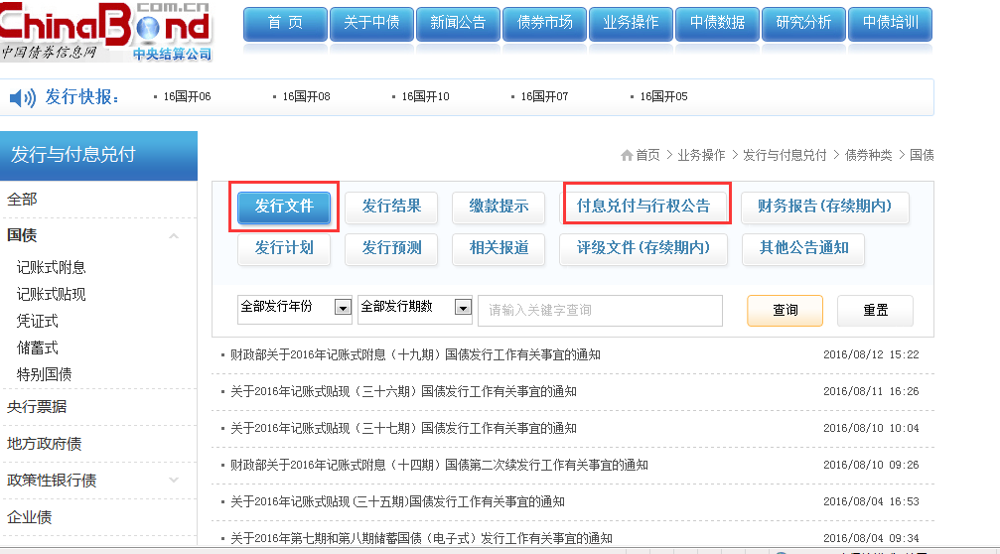 ChinaBond
com.cn
中国债券信息网
中央结算公司
首 页 关于中债 新闻公告 债券市场 业务操作 中债数据 研究分析 中债培训
发行快报： 16国开06 16国开08 16国开10 16国开07 16国开05
首页 > 业务操作 > 发行与付息兑付 > 债券种类 > 国债
发行与付息兑付
全部
国债
记账式附息
记账式贴现
凭证式
储蓄式
特别国债
央行票据
地方政府债
政策性银行债
企业债
发行文件 发行结果 缴款提示 付息兑付与行权公告 财务报告(存续期内)
发行计划 发行预测 相关报道 评级文件(存续期内) 其他公告通知
全部发行年份 全部发行期数 请输入关键字查询 查询 重置
财政部关于2016年记账式附息（十九期）国债发行工作有关事宜的通知 2016/08/12 15:22
关于2016年记账式贴现（三十六期）国债发行工作有关事宜的通知 2016/08/11 16:26
关于2016年记账式贴现（三十七期）国债发行工作有关事宜的通知 2016/08/10 10:04
财政部关于2016年记账式附息（十四期）国债第二次续发行工作有关事宜的通知 2016/08/10 09:26
关于2016年记账式贴现(三十五期)国债发行工作有关事宜的通知 2016/08/04 16:53
关于2016年第七期和第八期储蓄国债（电子式）发行工作有关事宜的通知 2016/08/04 09:34